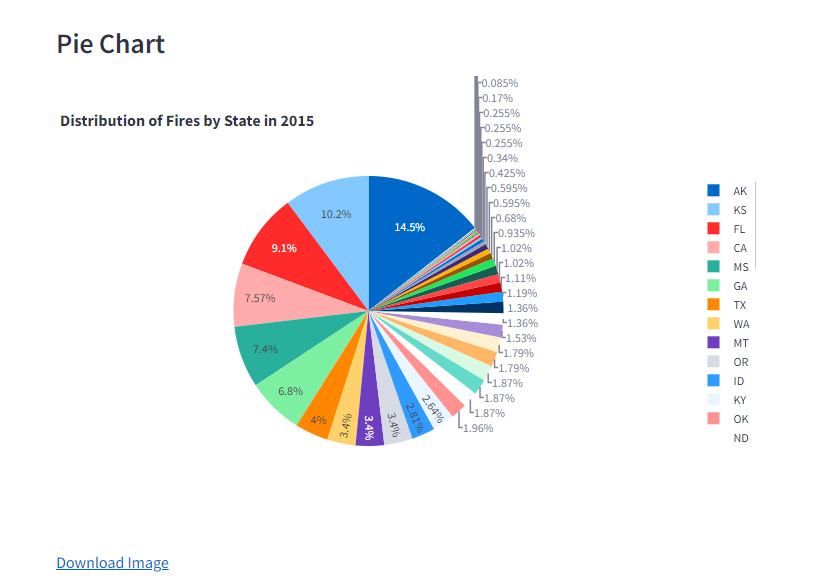 Pie Chart
Distribution of Fires by State in 2015
0.085%
0.17%
0.255%
0.255%
0.255%
0.34%
0.425%
0.595%
0.595%
0.68%
0.935%
1.02%
1.02%
1.11%
1.19%
1.36%
1.36%
1.53%
1.79%
1.79%
1.87%
1.87%
1.87%
1.96%
14.5%
10.2%
9.1%
7.57%
7.4%
6.8%
4%
3.4%
3.4%
3.4%
2.81%
2.64%
AK
KS
FL
CA
MS
GA
TX
WA
MT
OR
ID
KY
OK
ND
Download Image